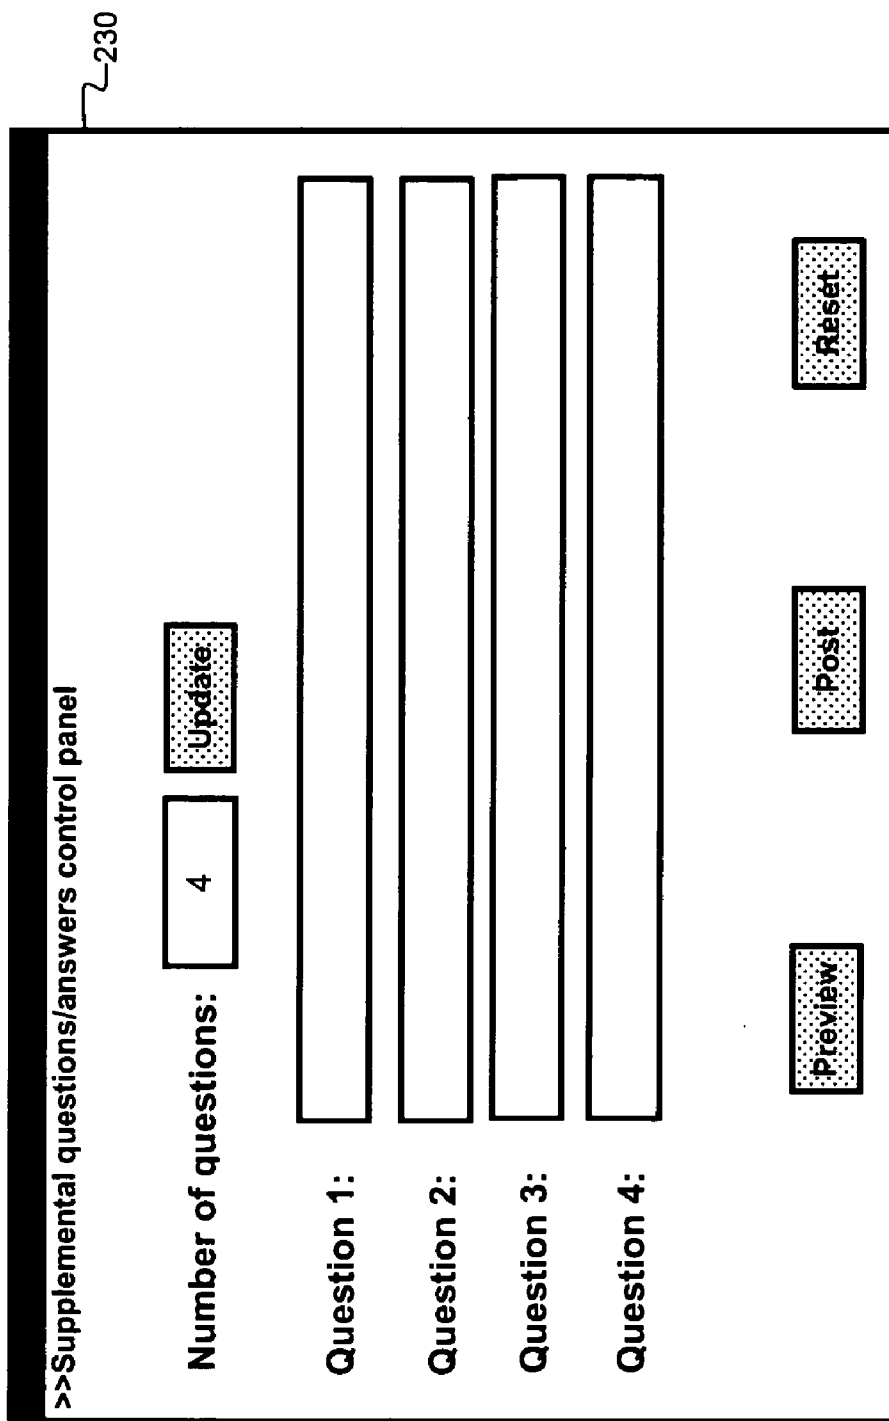 230
>>Supplemental questions/answers control panel
Number of questions: 4 Update
Question 1:
Question 2:
Question 3:
Question 4:
Preview Post Reset